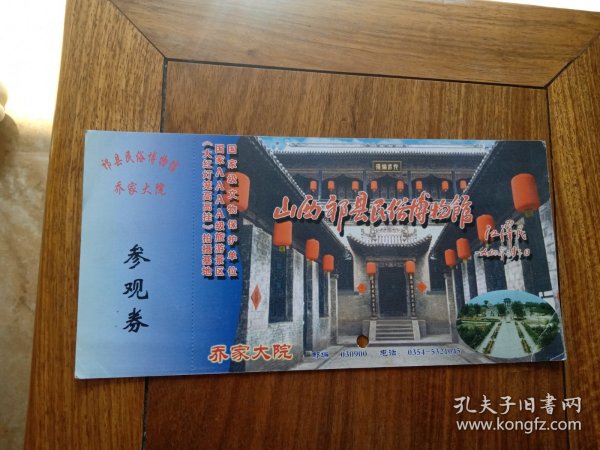 祁县民俗博物馆
乔家大院
参观券
国家级文物保护单位
国家AAAA级旅游景区
《大红灯笼高高挂》拍摄基地
山西祁县民俗博物馆
江泽民
乔家大院
邮编 030900 电话 0354-5321045
孔夫子旧书网
www.kongfz.com